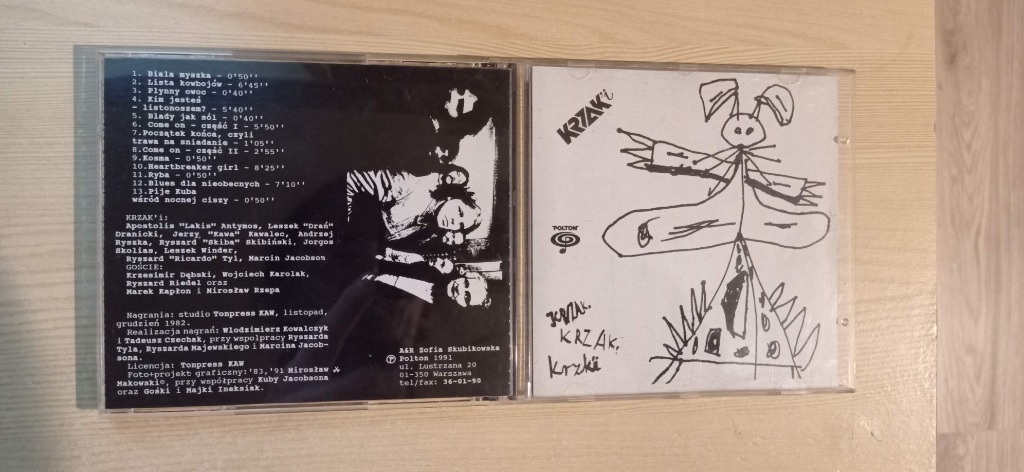 1. Biala myszka - 0'50''
2. Lista kowbojów - 6'45''
3. Płynny owoc - 0'40''
4. Kim jesteś
- listonoszem? - 5'40''
5. Blady jak sól - 0'40''
6. Come on - część I - 5'50''
7.Początek końca, czyli
trawa na sniadanie - 1'05''
8.Come on - część II - 2'55''
9.Kosma - 0'50''
10.Heartbreaker girl - 8'25''
11.Ryba - 0'50''
12.Blues dla nieobecnych - 7'10''
13.Pije Kuba
wśród nocnej ciszy - 0'50''
KRZAK'i:
Apostolis "Lakis" Antymos, Leszek "Drań"
Dranicki, Jerzy "Kawa" Kawalec, Andrzej
Ryszka, Ryszard "Skiba" Skibiński, Jorgos
Skolias, Leszek Winder,
Ryszard "Ricardo" Tyl, Marcin Jacobson
GOŚCIE:
Krzesimir Dębski, Wojciech Karolak,
Ryszard Riedel oraz
Marek Kapłon i Mirosław Rzepa
Nagrania: studio Tonpress KAW, listopad,
grudzień 1982.
Realizacja nagrań: Włodzimierz Kowalczyk
i Tadeusz Czechak, przy wspolpracy Ryszarda
Tyla, Ryszarda Majewskiego i Marcina Jacob-
sona.
Licencja: Tonpress KAW
Foto+projekt graficzny:'83,'91 Mirosław
Makowski©, przy współpracy Kuby Jacobsona
oraz Gośki i Majki Ineksiak.
A&R Zofia Skubikowska
℗ Polton 1991
ul. Lustrzana 20
01-350 Warszawa
tel/fax: 36-01-90
KRZAK'i
POLTON
KRZAK.
KRZAK,
Krzki